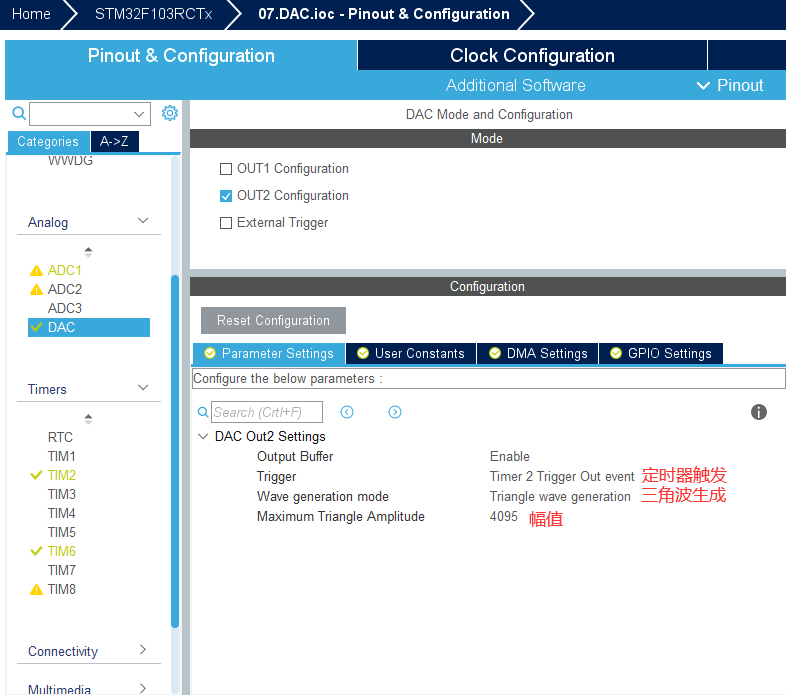 Home STM32F103RCTx 07.DAC.ioc - Pinout & Configuration
Pinout & Configuration Clock Configuration
Additional Software Pinout
DAC Mode and Configuration
Categories A->Z
Mode
WWDG
OUT1 Configuration
OUT2 Configuration
External Trigger
Analog
ADC1
ADC2
ADC3
DAC
Timers
RTC
TIM1
TIM2
TIM3
TIM4
TIM5
TIM6
TIM7
TIM8
Connectivity
Multimedia
Configuration
Reset Configuration
Parameter Settings User Constants DMA Settings GPIO Settings
Configure the below parameters :
Search (Crtl+F)
DAC Out2 Settings
Output Buffer Enable
Trigger Timer 2 Trigger Out event 定时器触发
Wave generation mode Triangle wave generation 三角波生成
Maximum Triangle Amplitude 4095 幅值